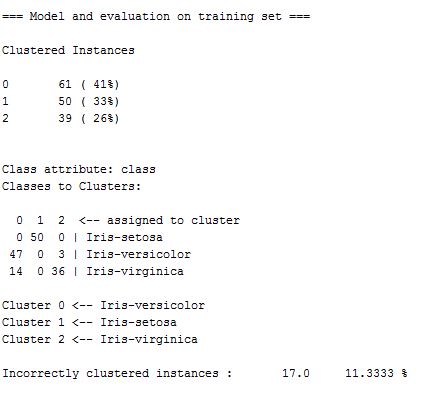 === Model and evaluation on training set ===
Clustered Instances
0       61 ( 41%)
1       50 ( 33%)
2       39 ( 26%)
Class attribute: class
Classes to Clusters:
  0  1  2  <-- assigned to cluster
  0 50  0 | Iris-setosa
 47  0  3 | Iris-versicolor
 14  0 36 | Iris-virginica
Cluster 0 <-- Iris-versicolor
Cluster 1 <-- Iris-setosa
Cluster 2 <-- Iris-virginica
Incorrectly clustered instances :       17.0     11.3333 %